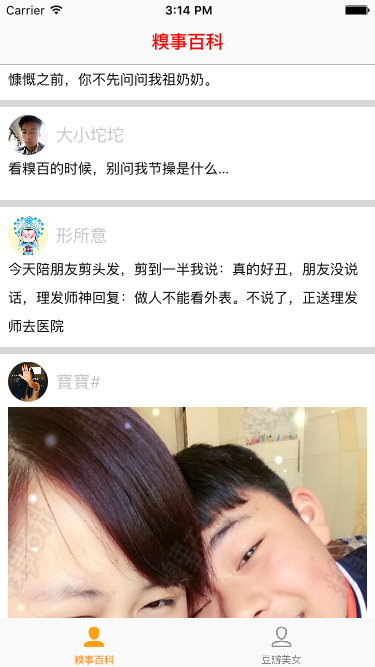 Carrier 3:14 PM
糗事百科
慷慨之前，你不先问问我祖奶奶。
大小坨坨
看糗百的时候，别问我节操是什么...
形所意
今天陪朋友剪头发，剪到一半我说：真的好丑，朋友没说
话，理发师神回复：做人不能看外表。不说了，正送理发
师去医院
寶寶#
糗事百科 豆瓣美女